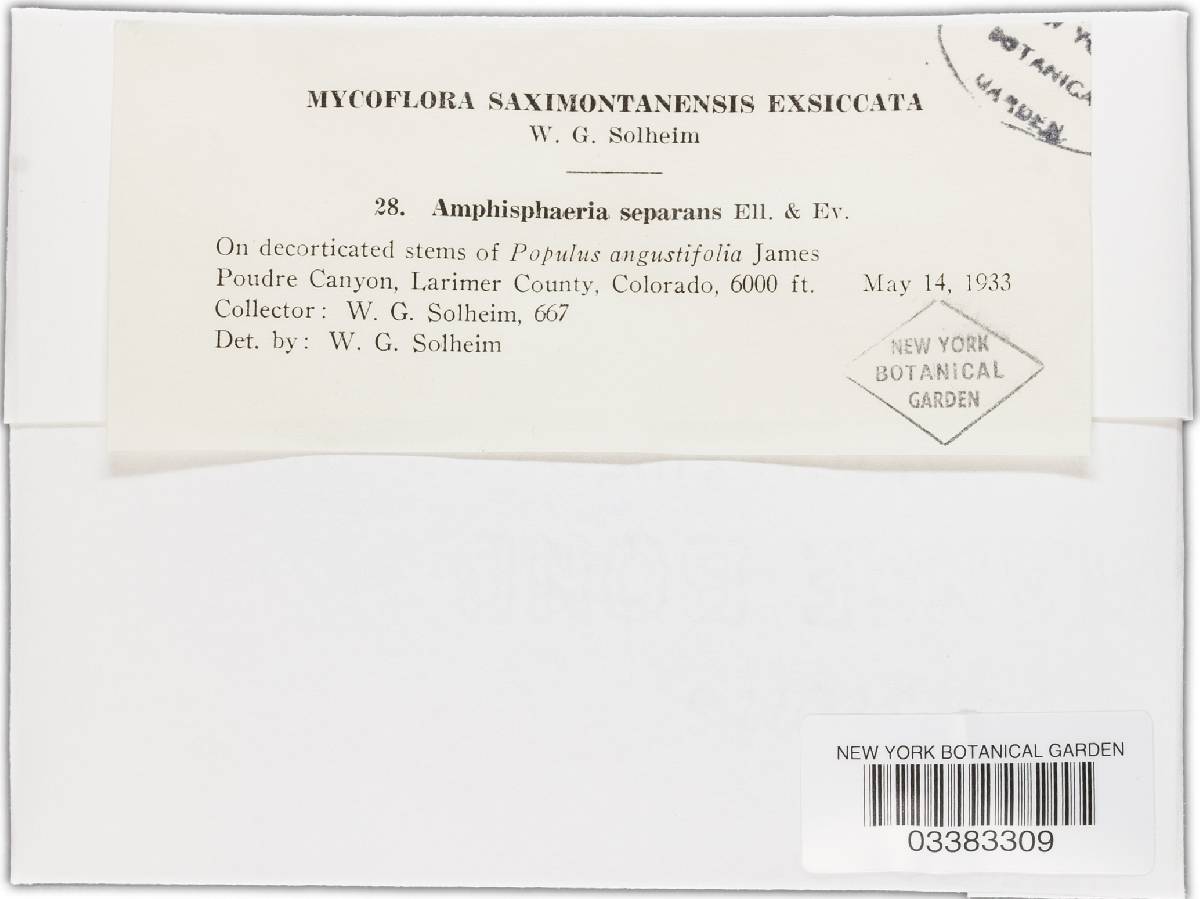 MYCOFLORA SAXIMONTANENSIS EXSICCATA
W. G. Solheim
28. Amphisphaeria separans Ell. & Ev.
On decorticated stems of Populus angustifolia James
Poudre Canyon, Larimer County, Colorado, 6000 ft. May 14, 1933
Collector: W. G. Solheim, 667
Det. by: W. G. Solheim
BOTANICA
GARDEN
NEW YORK
BOTANICAL
GARDEN
NEW YORK BOTANICAL GARDEN
03383309